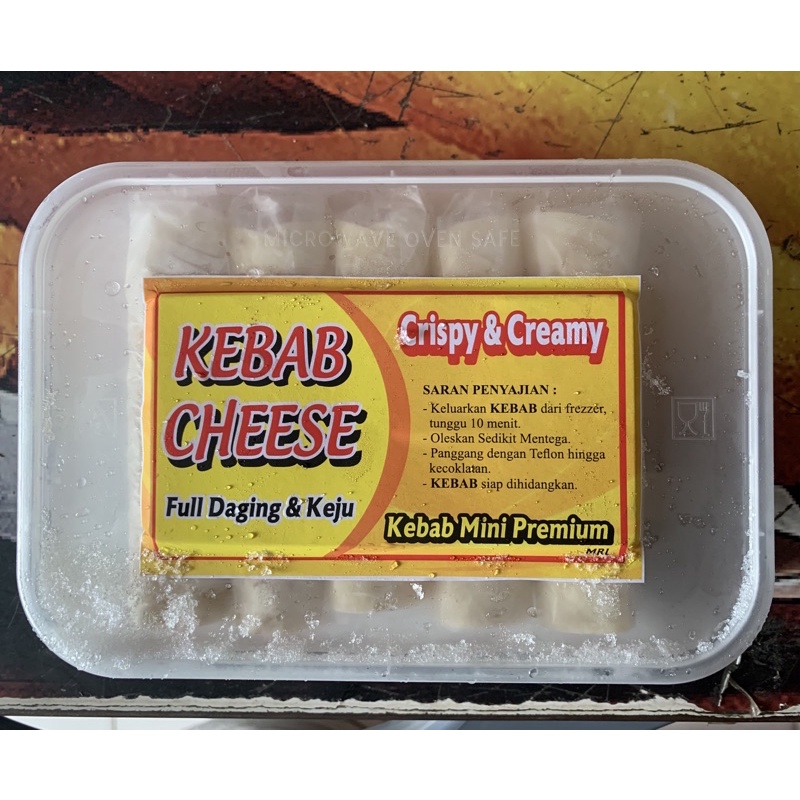 MICROWAVE OVEN SAFE
KEBAB
CHEESE
Full Daging & Keju
Crispy & Creamy
SARAN PENYAJIAN :
- Keluarkan KEBAB dari frezzer,
tunggu 10 menit.
- Oleskan Sedikit Mentega.
- Panggang dengan Teflon hingga
kecoklatan.
- KEBAB siap dihidangkan.
Kebab Mini Premium
MRL